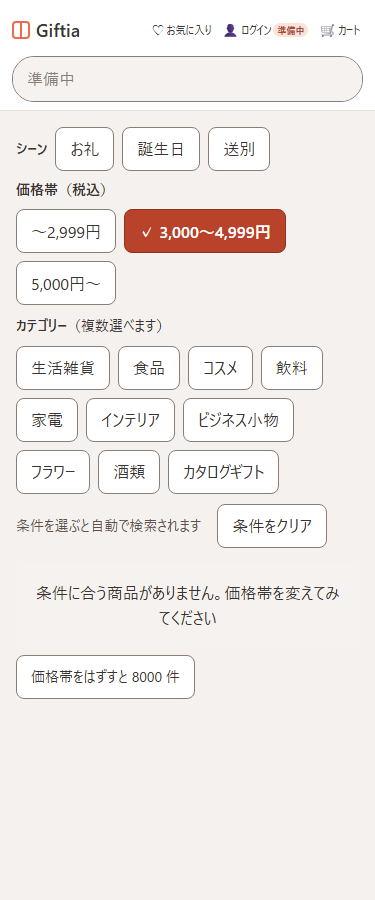 Giftia ♡ お気に入り ログイン 準備中 カート
準備中
シーン お礼 誕生日 送別
価格帯（税込）
～2,999円 ✓ 3,000～4,999円
5,000円～
カテゴリー（複数選べます）
生活雑貨 食品 コスメ 飲料
家電 インテリア ビジネス小物
フラワー 酒類 カタログギフト
条件を選ぶと自動で検索されます 条件をクリア
条件に合う商品がありません。価格帯を変えてみ
てください
価格帯をはずすと 8000 件